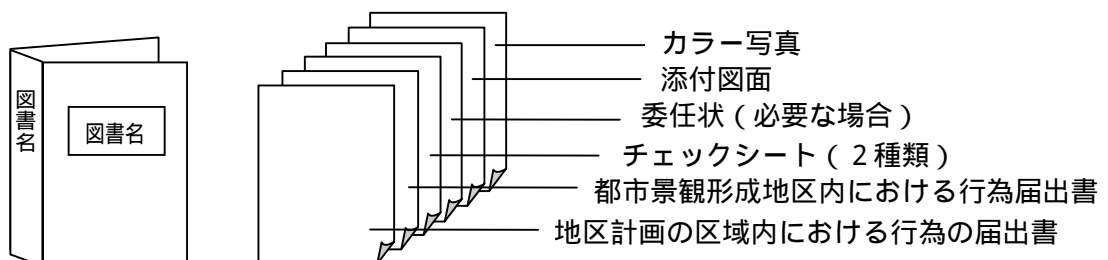 図書名
図書名
カラー写真
添付図面
委任状（必要な場合）
チェックシート（２種類）
都市景観形成地区内における行為届出書
地区計画の区域内における行為の届出書